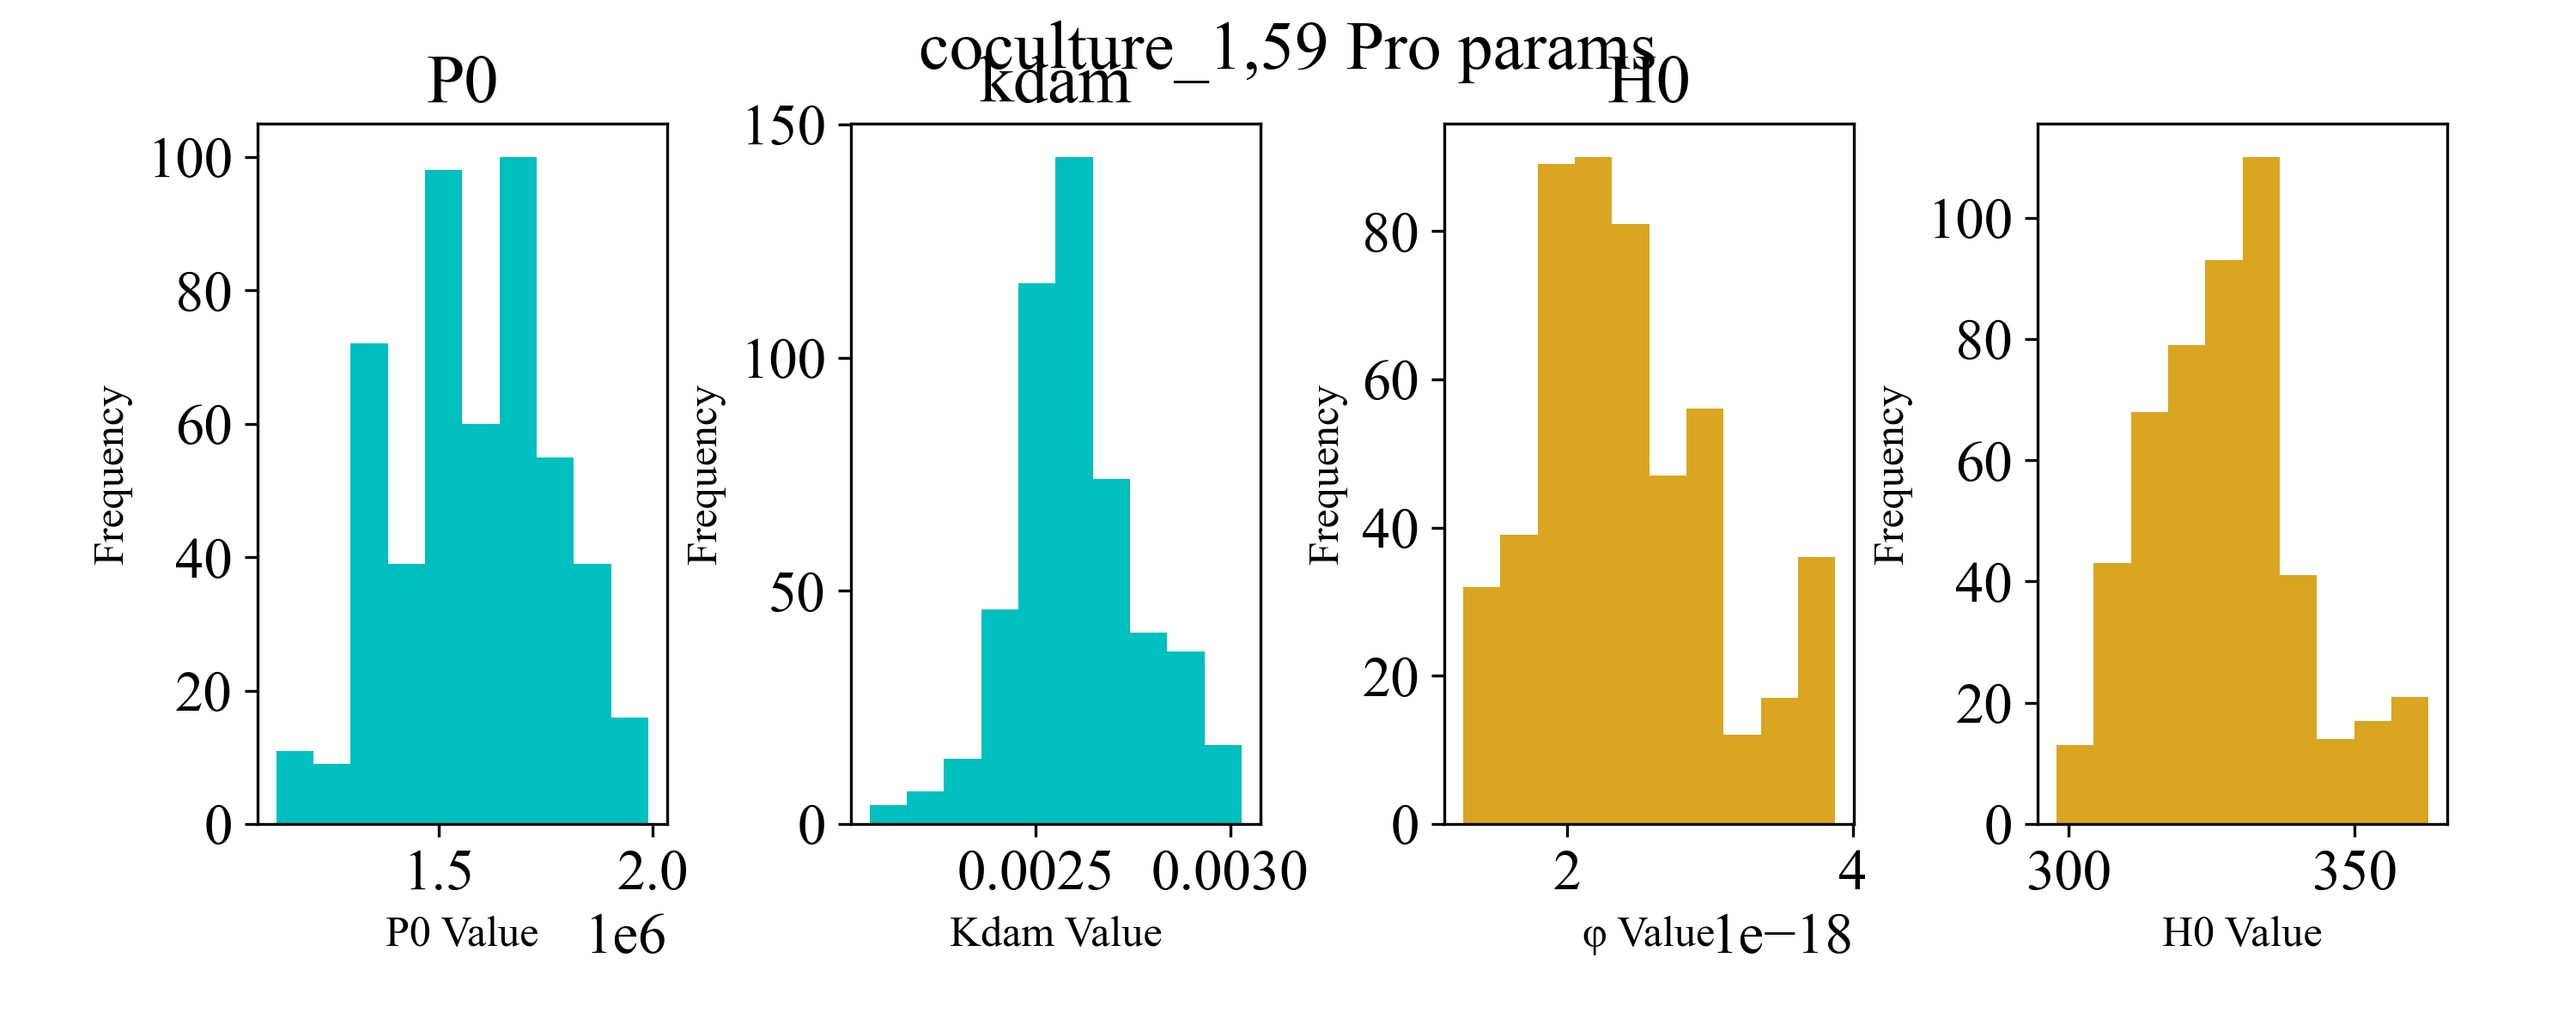 coculture_1,59 Pro params
P0
kdam
H0
100
80
60
40
20
0
Frequency
1.5
2.0
P0 Value
1e6
150
100
50
0
Frequency
0.0025
0.0030
Kdam Value
80
60
40
20
0
Frequency
2
4
φ Value
1e−18
100
80
60
40
20
0
Frequency
300
350
H0 Value